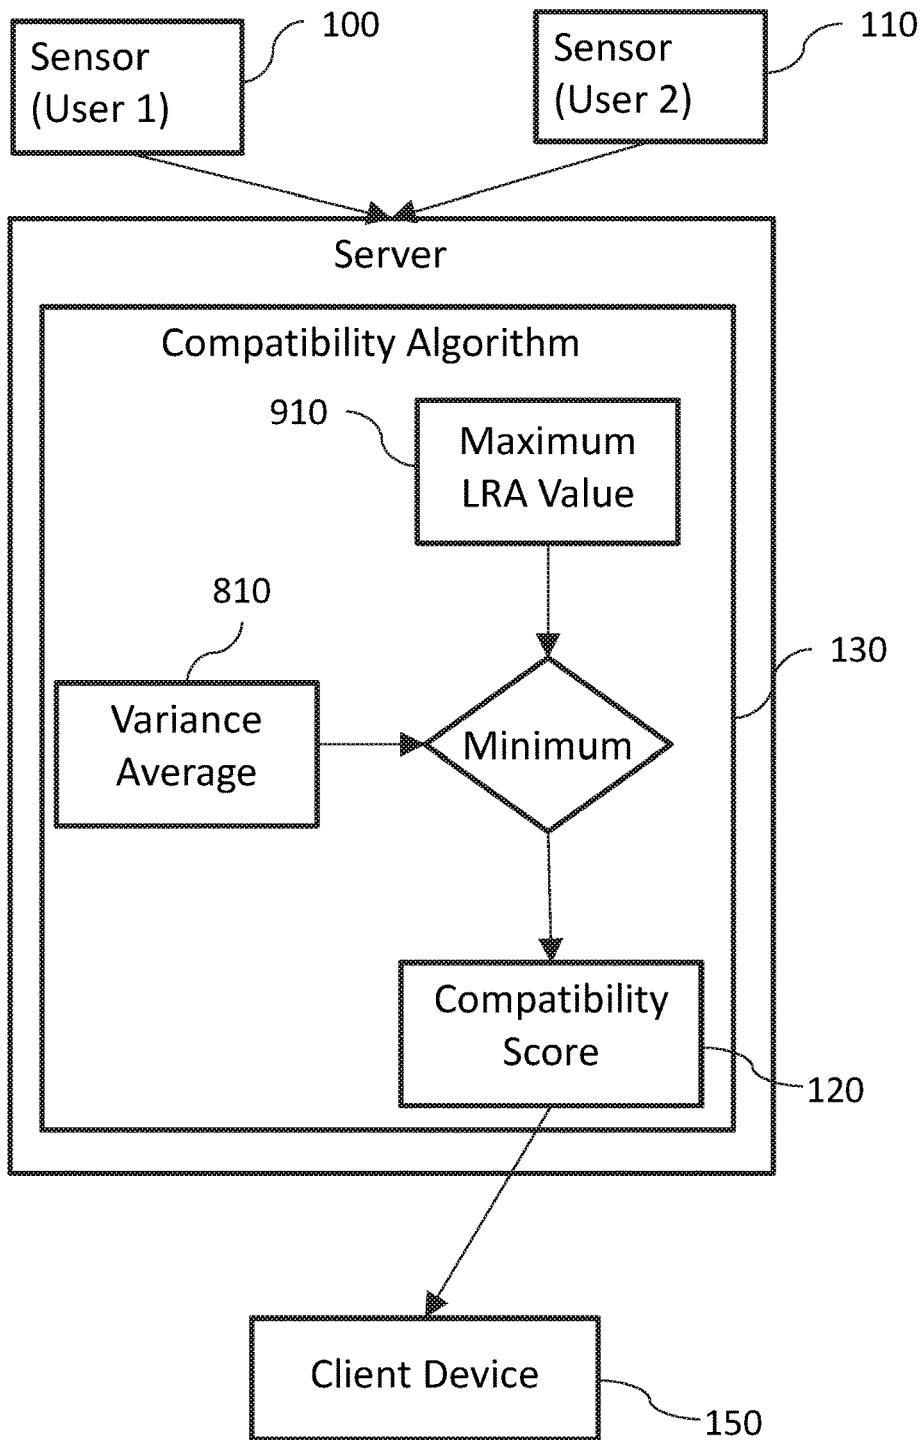 100
110
Sensor
(User 1)
Sensor
(User 2)
Server
Compatibility Algorithm
910
Maximum
LRA Value
810
130
Variance
Average
Minimum
Compatibility
Score
120
Client Device
150